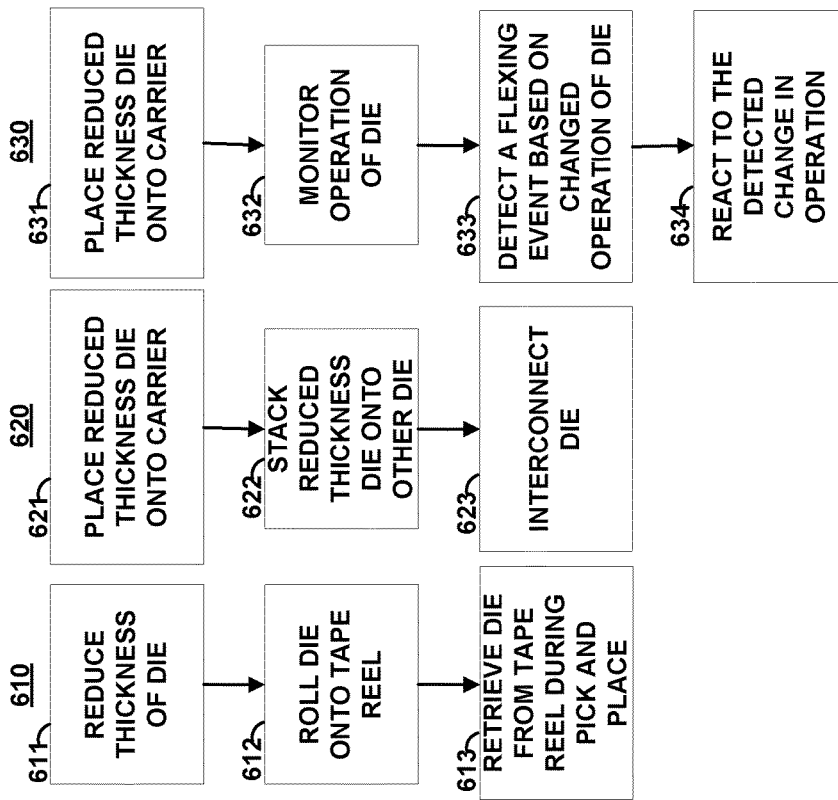 610
611
REDUCE
THICKNESS
OF DIE
612
ROLL DIE
ONTO TAPE
REEL
613
RETRIEVE DIE
FROM TAPE
REEL DURING
PICK AND
PLACE
620
621
PLACE REDUCED
THICKNESS DIE
ONTO CARRIER
622
STACK
REDUCED
THICKNESS
DIE ONTO
OTHER DIE
623
INTERCONNECT
DIE
630
631
PLACE REDUCED
THICKNESS DIE
ONTO CARRIER
632
MONITOR
OPERATION
OF DIE
633
DETECT A FLEXING
EVENT BASED ON
CHANGED
OPERATION OF DIE
634
REACT TO THE
DETECTED
CHANGE IN
OPERATION